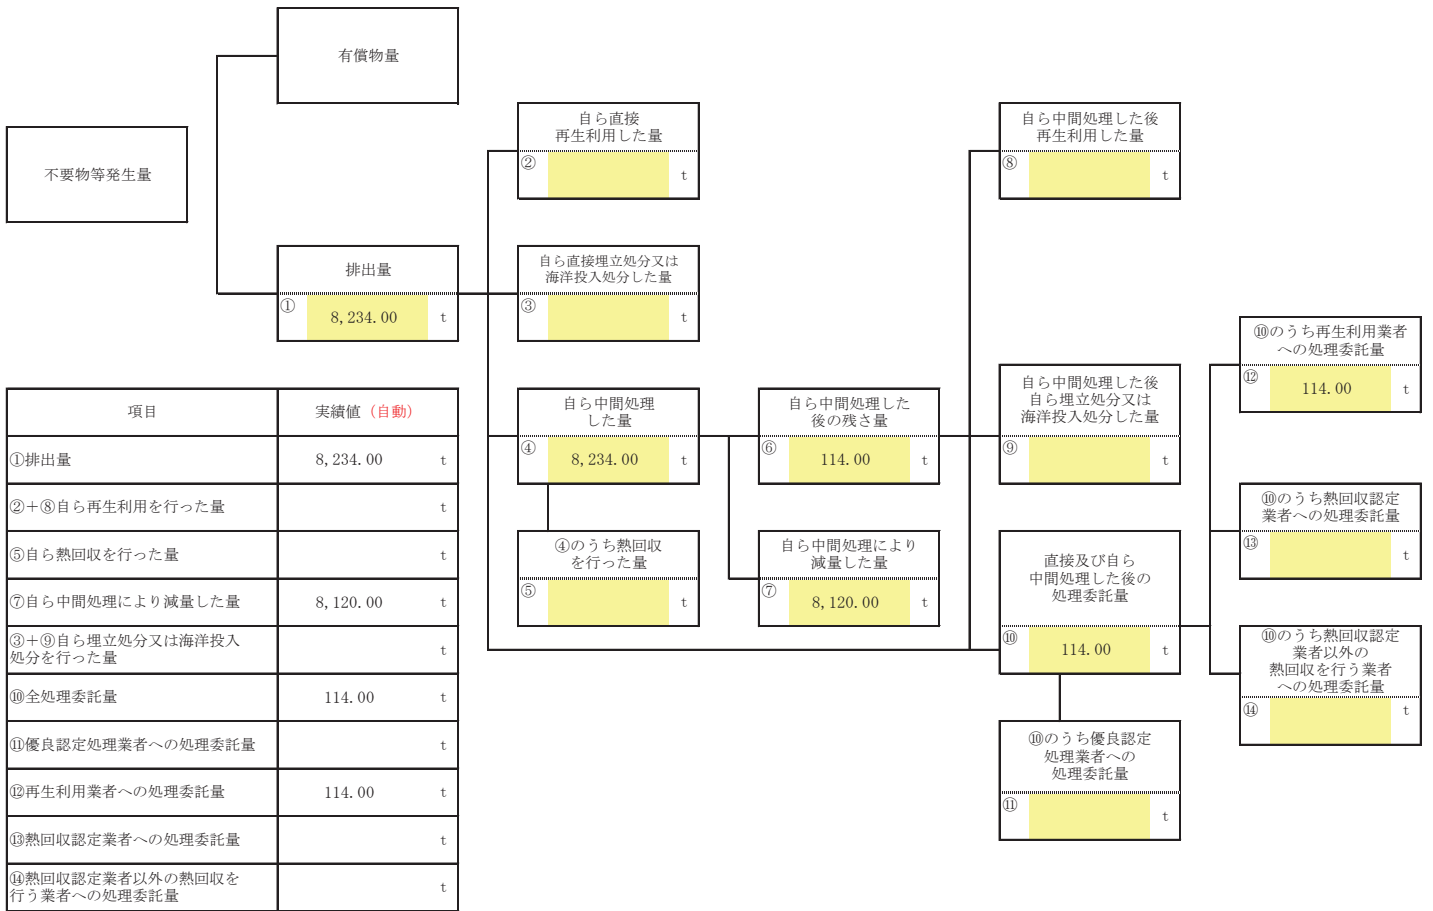 有償物量
不要物等発生量
自ら直接
再生利用した量
② t
自ら中間処理した後
再生利用した量
⑧ t
排出量
① 8,234.00 t
自ら直接埋立処分又は
海洋投入処分した量
③ t
自ら中間処理
した量
④ 8,234.00 t
自ら中間処理した
後の残さ量
⑥ 114.00 t
自ら中間処理した後
自ら埋立処分又は
海洋投入処分した量
⑨ t
⑩のうち再生利用業者
への処理委託量
⑫ 114.00 t
④のうち熱回収
を行った量
⑤ t
自ら中間処理により
減量した量
⑦ 8,120.00 t
直接及び自ら
中間処理した後の
処理委託量
⑩ 114.00 t
⑩のうち熱回収認定
業者への処理委託量
⑬ t
⑩のうち熱回収認定
業者以外の
熱回収を行う業者
への処理委託量
⑭ t
⑩のうち優良認定
処理業者への
処理委託量
⑪ t
項目 実績値（自動）
①排出量 8,234.00 t
②＋⑧自ら再生利用を行った量 t
⑤自ら熱回収を行った量 t
⑦自ら中間処理により減量した量 8,120.00 t
③＋⑨自ら埋立処分又は海洋投入
処分を行った量 t
⑩全処理委託量 114.00 t
⑪優良認定処理業者への処理委託量 t
⑫再生利用業者への処理委託量 114.00 t
⑬熱回収認定業者への処理委託量 t
⑭熱回収認定業者以外の熱回収を
行う業者への処理委託量 t